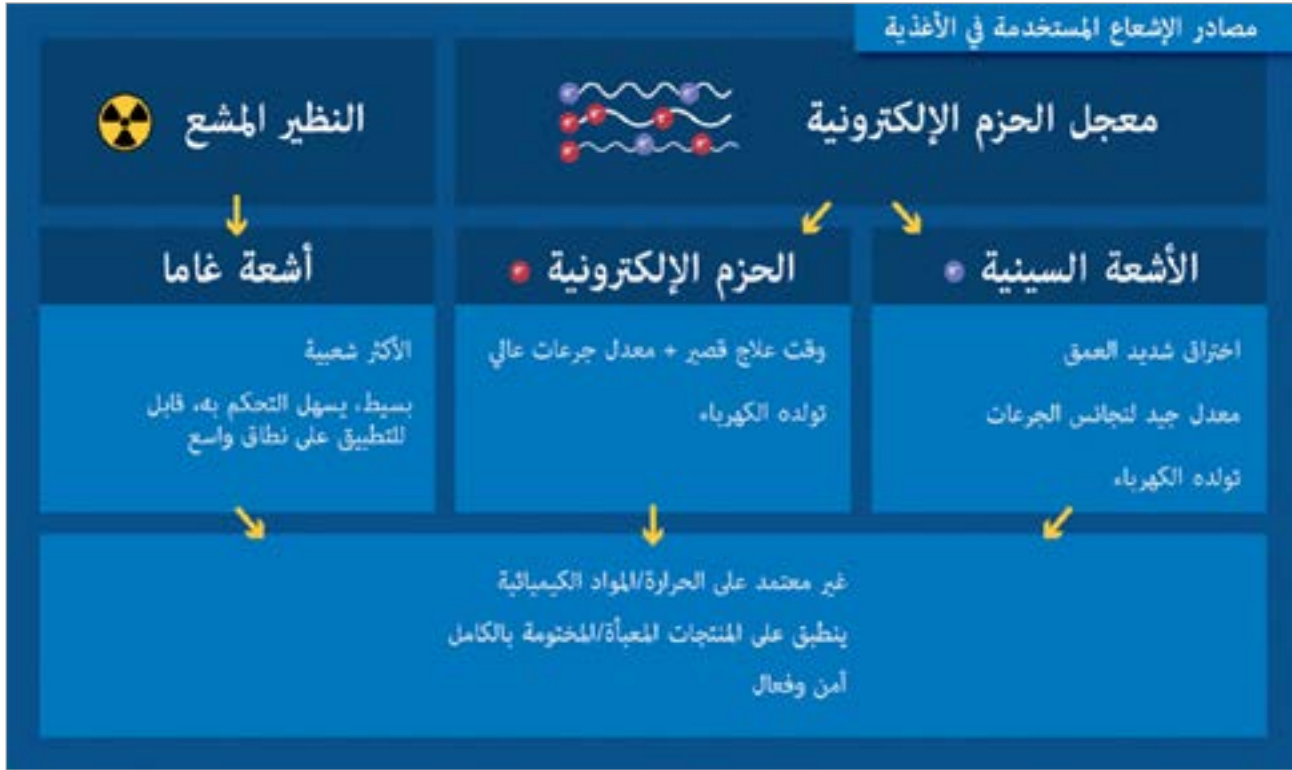 مصادر الإشعاع المستخدمة في الأغذية
معجل الحزم الإلكترونية
النظير المشع
الأشعة السينية
اختراق شديد العمق
معدل جيد لتجانس الجرعات
تولده الكهرباء
الحزم الإلكترونية
وقت علاج قصير + معدل جرعات عالي
تولده الكهرباء
أشعة غاما
الأكثر شعبية
بسيط، يسهل التحكم به، قابل
للتطبيق على نطاق واسع
غير معتمد على الحرارة/المواد الكيميائية
ينطبق على المنتجات المعبأة/المختومة بالكامل
آمن وفعال